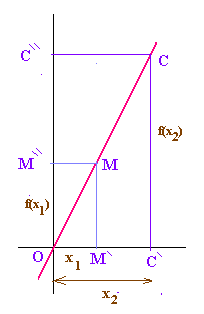 C\\ C
f(x₂)
M\\ M
f(x₁)
O x₁ M\ C\
x₂